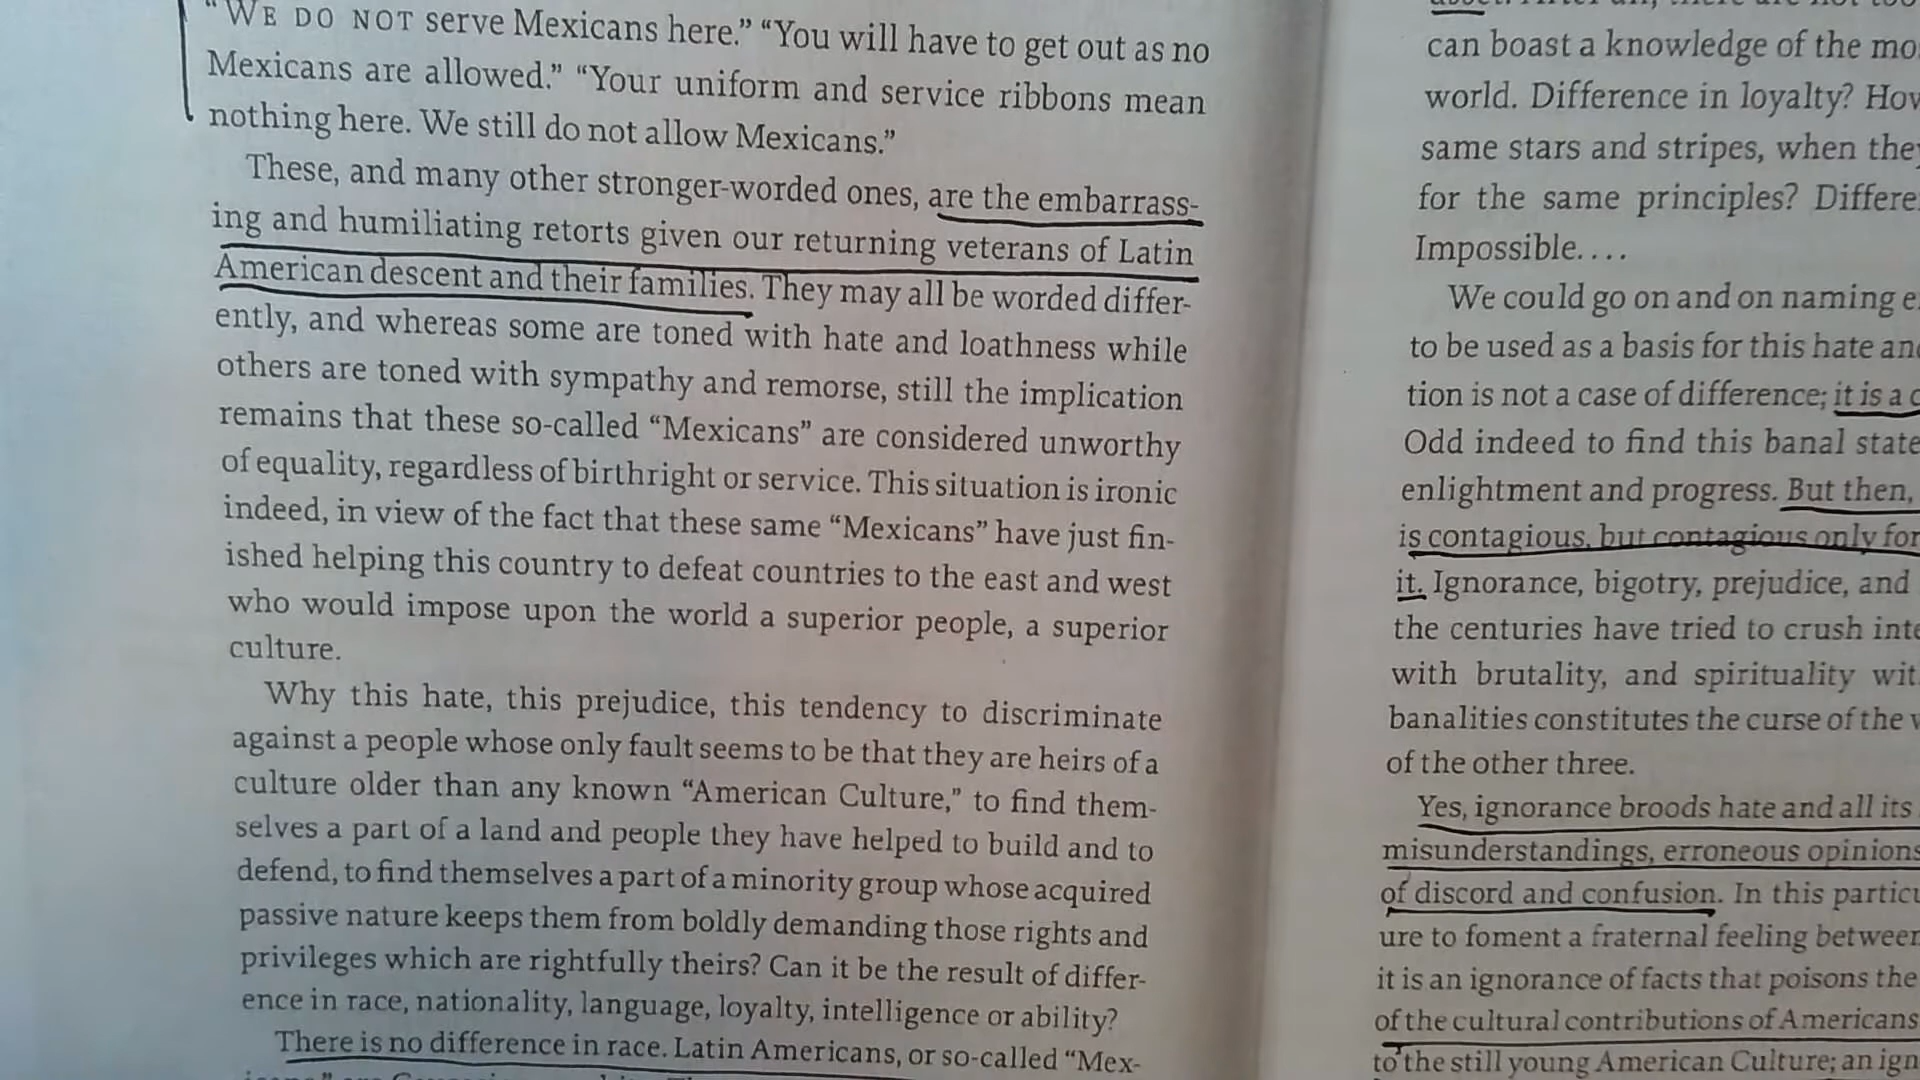 "WE DO NOT serve Mexicans here." "You will have to get out as no
Mexicans are allowed." "Your uniform and service ribbons mean
nothing here. We still do not allow Mexicans."
These, and many other stronger-worded ones, are the embarrass-
ing and humiliating retorts given our returning veterans of Latin
American descent and their families. They may all be worded differ-
ently, and whereas some are toned with hate and loathness while
others are toned with sympathy and remorse, still the implication
remains that these so-called "Mexicans" are considered unworthy
of equality, regardless of birthright or service. This situation is ironic
indeed, in view of the fact that these same "Mexicans" have just fin-
ished helping this country to defeat countries to the east and west
who would impose upon the world a superior people, a superior
culture.
Why this hate, this prejudice, this tendency to discriminate
against a people whose only fault seems to be that they are heirs of a
culture older than any known "American Culture," to find them-
selves a part of a land and people they have helped to build and to
defend, to find themselves a part of a minority group whose acquired
passive nature keeps them from boldly demanding those rights and
privileges which are rightfully theirs? Can it be the result of differ-
ence in race, nationality, language, loyalty, intelligence or ability?
There is no difference in race. Latin Americans, or so-called "Mex-
can boast a knowledge of the
world. Difference in loyalty?
same stars and stripes, when
for the same principles?
Impossible....
We could go on and on naming
to be used as a basis for this hate
tion is not a case of difference; it is a
Odd indeed to find this banal
enlightment and progress. But then,
is contagious, but contagious only for
it. Ignorance, bigotry, prejudice, and
the centuries have tried to crush
with brutality, and spirituality
banalities constitutes the curse of the
of the other three.
Yes, ignorance broods hate and all its
misunderstandings, erroneous opinions
of discord and confusion. In this
ure to foment a fraternal feeling between
it is an ignorance of facts that poisons the
of the cultural contributions of Americans
to the still young American Culture; an